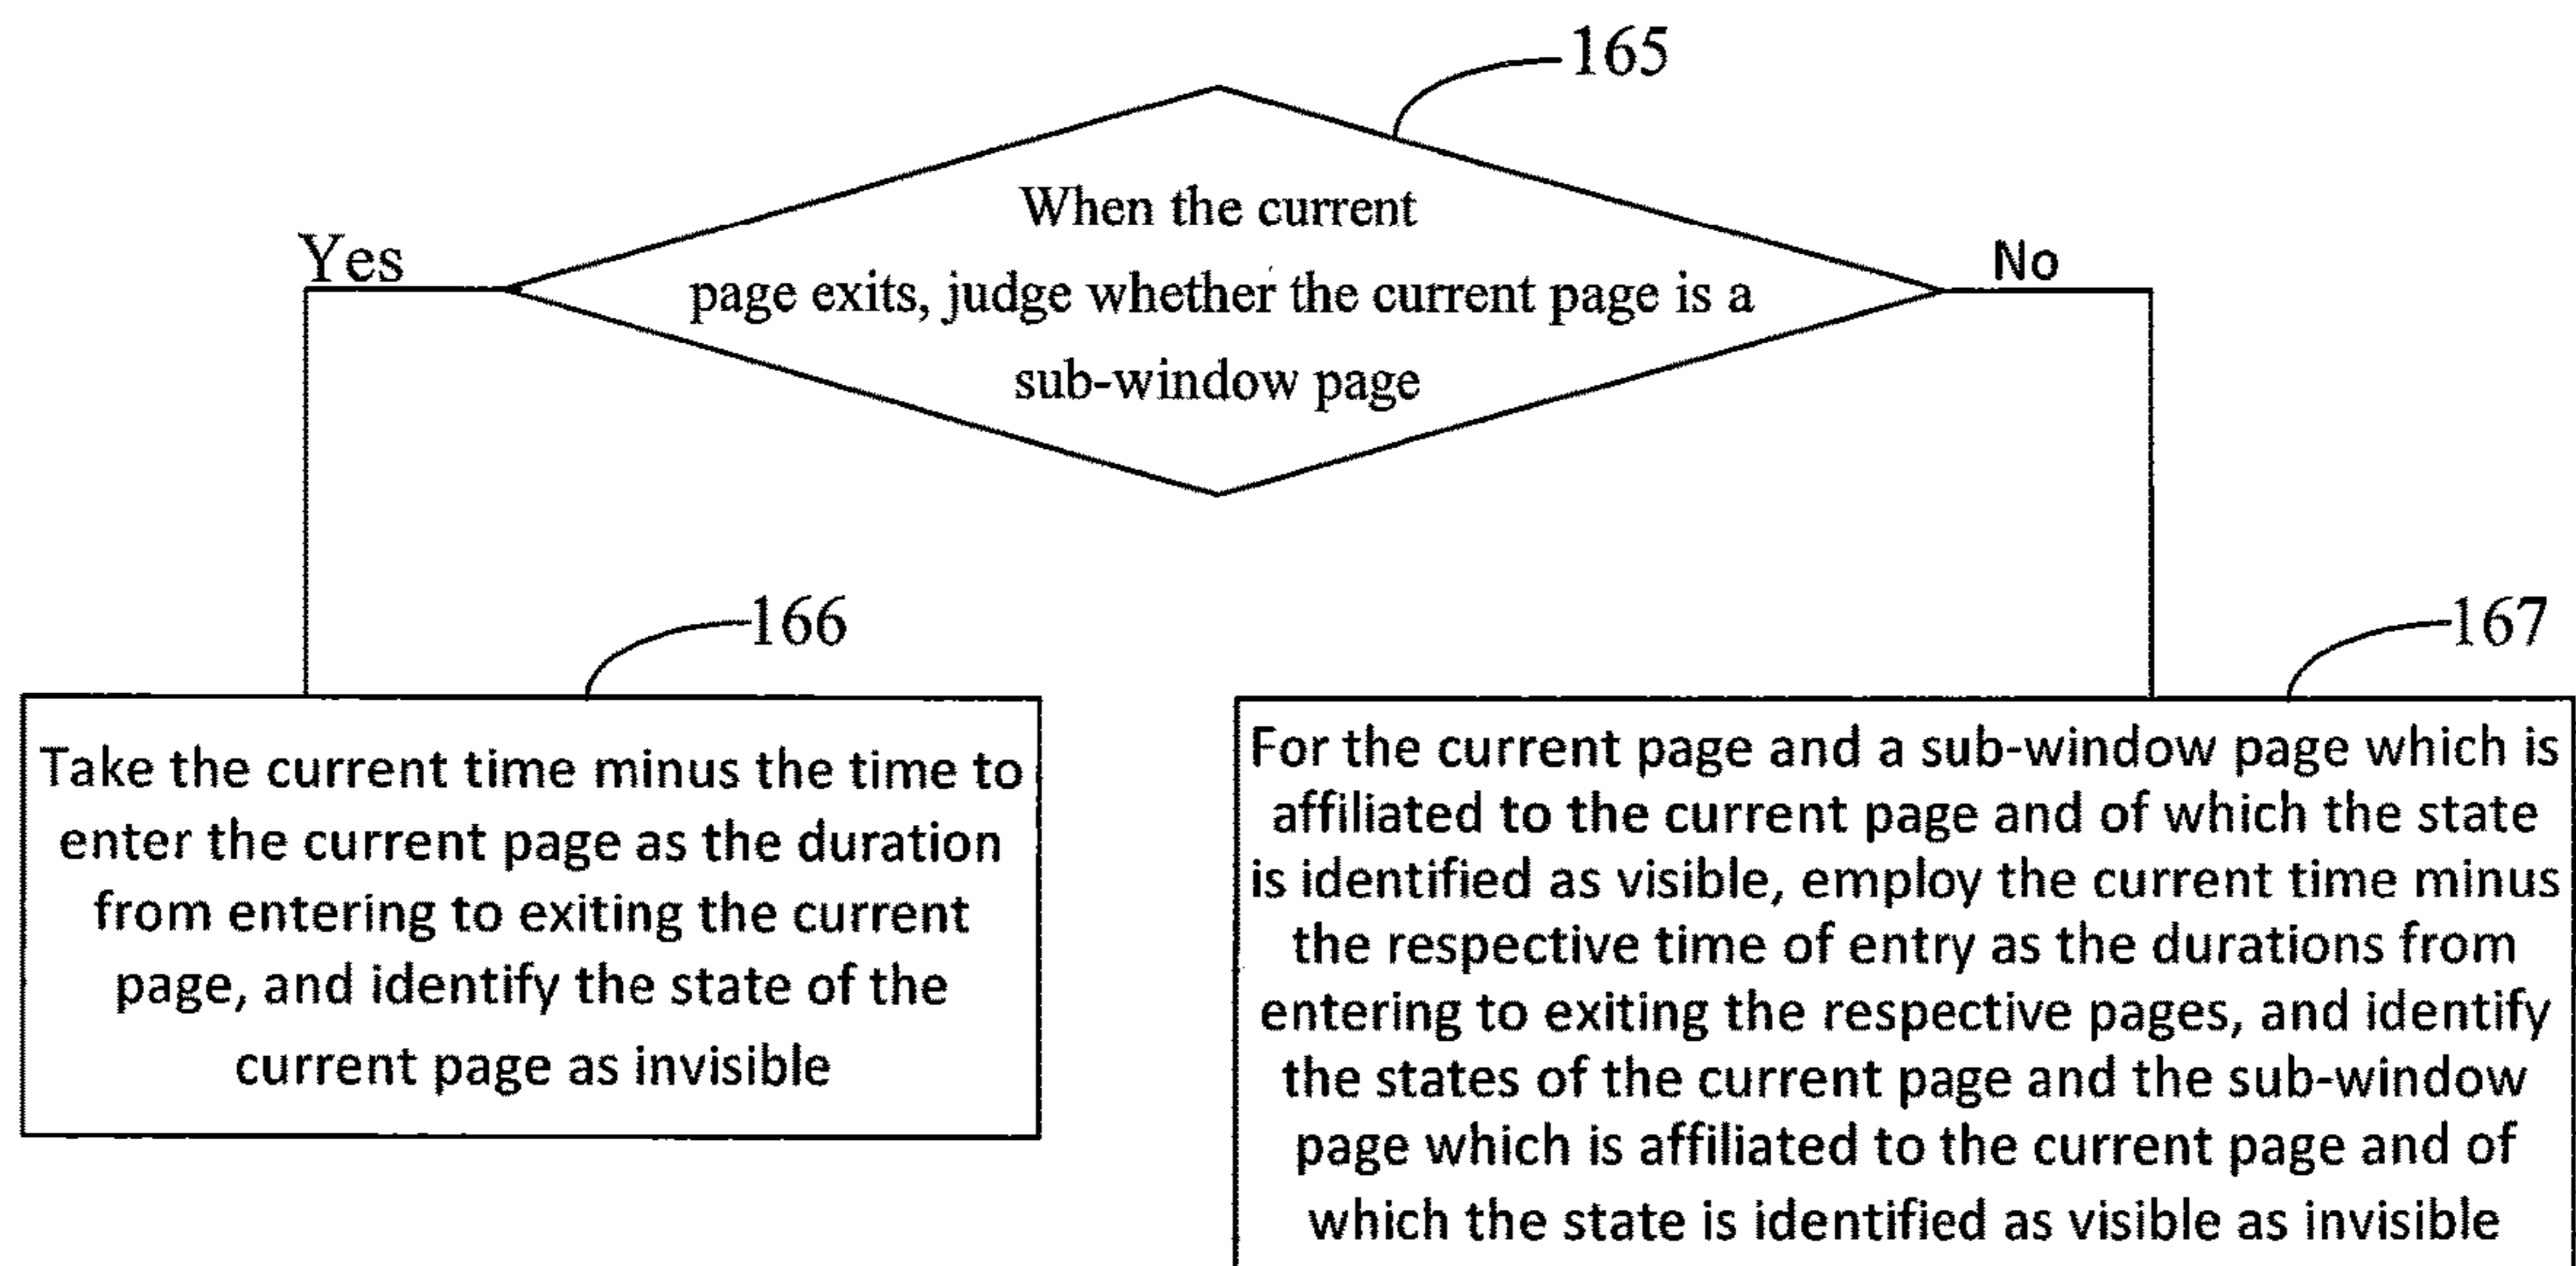 165
When the current
page exits, judge whether the current page is a
sub-window page
Yes
No
166
Take the current time minus the time to
enter the current page as the duration
from entering to exiting the current
page, and identify the state of the
current page as invisible
167
For the current page and a sub-window page which is
affiliated to the current page and of which the state
is identified as visible, employ the current time minus
the respective time of entry as the durations from
entering to exiting the respective pages, and identify
the states of the current page and the sub-window
page which is affiliated to the current page and of
which the state is identified as visible as invisible